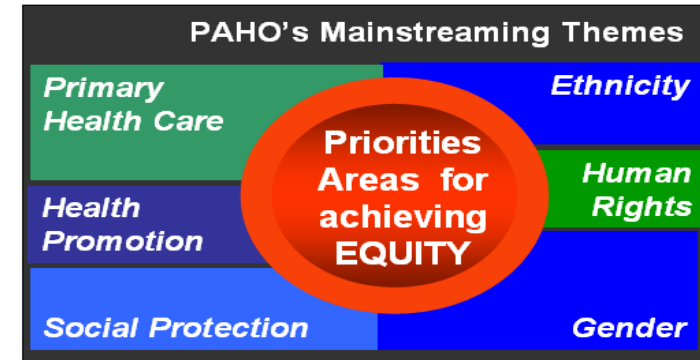 PAHO's Mainstreaming Themes
Primary
Health Care
Health
Promotion
Social Protection
Priorities
Areas for
achieving
EQUITY
Ethnicity
Human
Rights
Gender